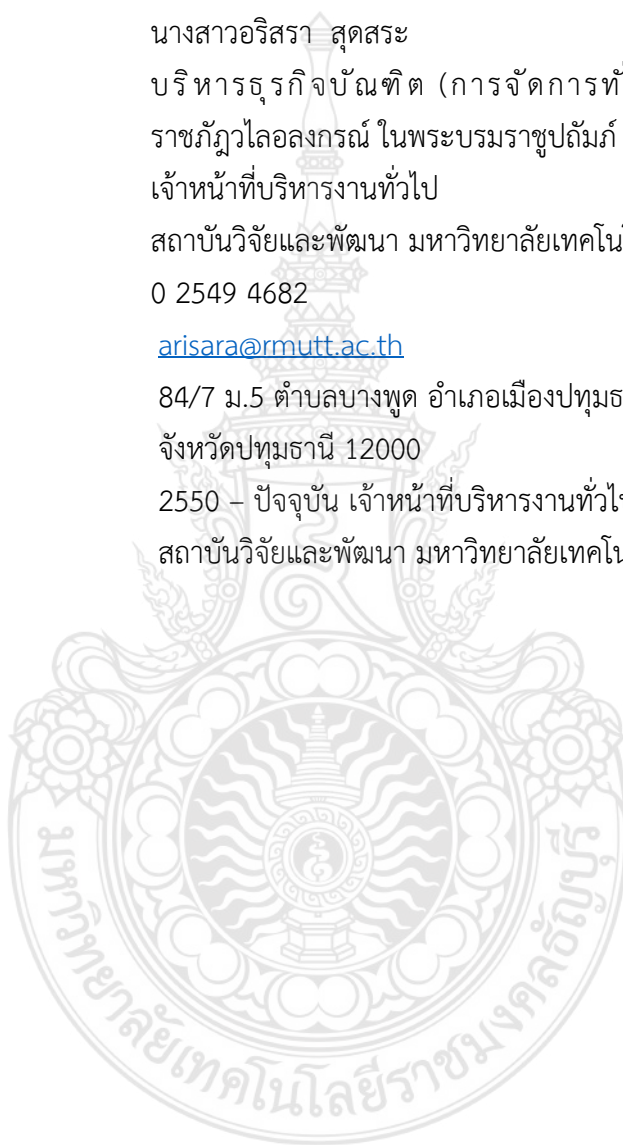 นางสาวอริสรา สุดสระ
บริหารธุรกิจบัณฑิต (การจัดการทั่
ราชภัฏวไลอลงกรณ์ ในพระบรมราชูปถัมภ์
เจ้าหน้าที่บริหารงานทั่วไป
สถาบันวิจัยและพัฒนา มหาวิทยาลัยเทคโน
0 2549 4682
arisara@rmutt.ac.th
84/7 ม.5 ตำบลบางพูด อำเภอเมืองปทุมธ
จังหวัดปทุมธานี 12000
2550 – ปัจจุบัน เจ้าหน้าที่บริหารงานทั่วไ
สถาบันวิจัยและพัฒนา มหาวิทยาลัยเทคโน
มหาวิทยาลัยเทคโนโลยีราชมงคลธัญบุรี